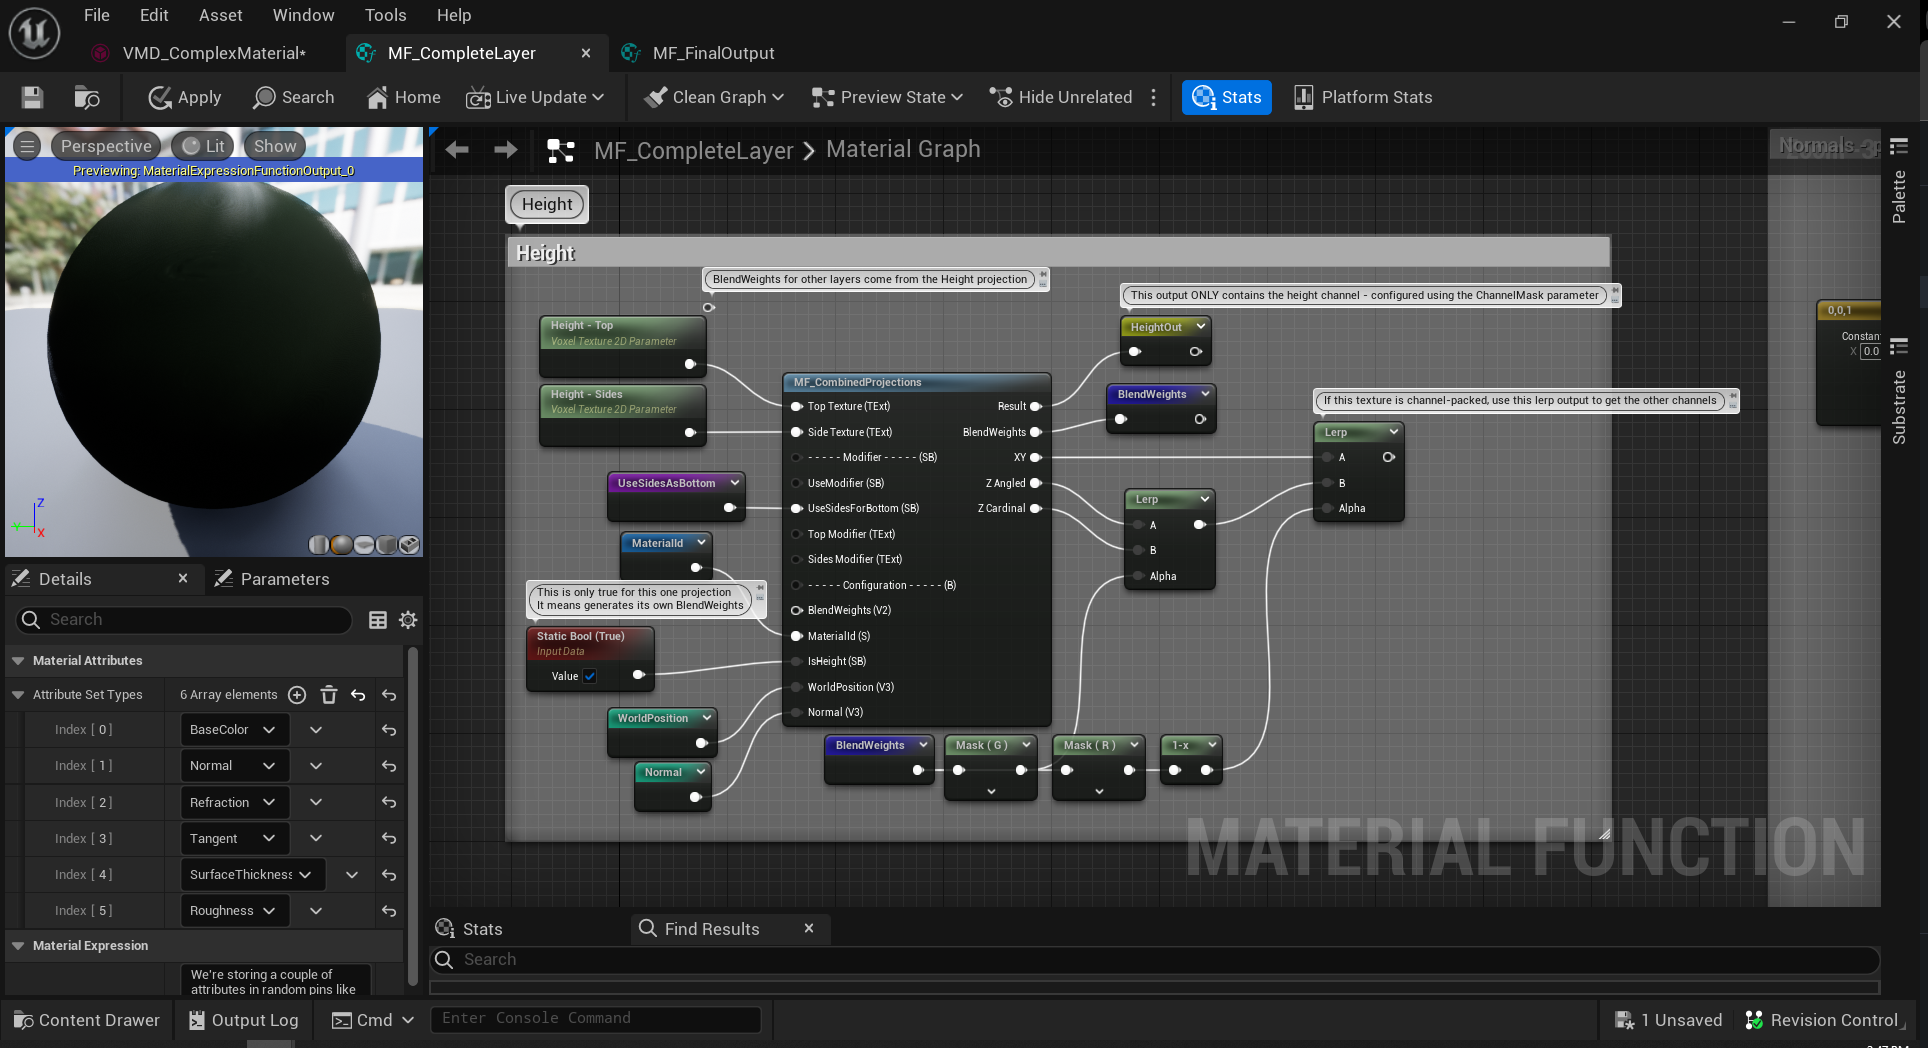 File Edit Asset Window Tools Help
VMD_ComplexMaterial*
MF_CompleteLayer
MF_FinalOutput
Apply
Search
Home
Live Update
Clean Graph
Preview State
Hide Unrelated
Stats
Platform Stats
Perspective
Lit
Show
Previewing: MaterialExpressionFunctionOutput_0
Z
X
MF_CompleteLayer
Material Graph
Palette
Substrate
Height
Height
BlendWeights for other layers come from the Height projection
This output ONLY contains the height channel - configured using the ChannelMask parameter
Height - Top
Voxel Texture 2D Parameter
Height - Sides
Voxel Texture 2D Parameter
UseSidesAsBottom
MaterialId
This is only true for this one projection
It means generates its own BlendWeights
Static Bool (True)
Input Data
Value
WorldPosition
Normal
MF_CombinedProjections
Top Texture (TExt)
Result
Side Texture (TExt)
BlendWeights
- - - - - Modifier - - - - - (SB)
XY
UseModifier (SB)
Z Angled
UseSidesForBottom (SB)
Z Cardinal
Top Modifier (TExt)
Sides Modifier (TExt)
- - - - - Configuration - - - - - (B)
BlendWeights (V2)
MaterialId (S)
IsHeight (SB)
WorldPosition (V3)
Normal (V3)
HeightOut
BlendWeights
If this texture is channel-packed, use this lerp output to get the other channels
Lerp
A
B
Alpha
Lerp
A
B
Alpha
BlendWeights
Mask ( G )
Mask ( R )
1-x
0,0,1
Constan
X 0.0
MATERIAL FUNCTION
Details
Parameters
Search
Material Attributes
Attribute Set Types
6 Array elements
Index [ 0 ]
BaseColor
Index [ 1 ]
Normal
Index [ 2 ]
Refraction
Index [ 3 ]
Tangent
Index [ 4 ]
SurfaceThickness
Index [ 5 ]
Roughness
Material Expression
We're storing a couple of
attributes in random pins like
Stats
Find Results
Search
Content Drawer
Output Log
Cmd
Enter Console Command
1 Unsaved
Revision Control